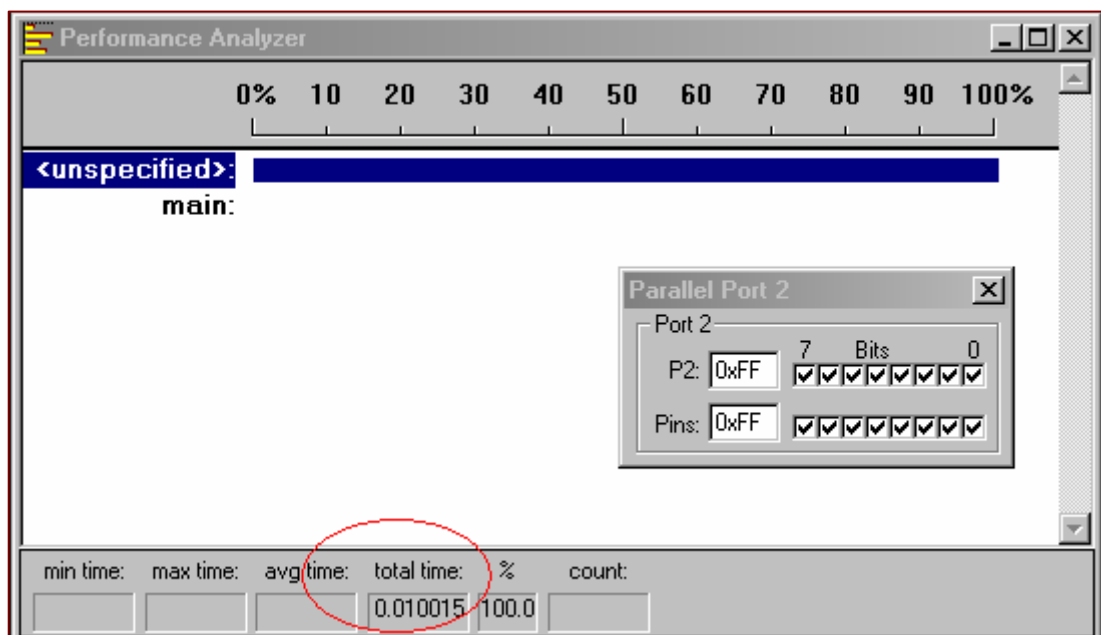 Performance Analyzer
0% 10 20 30 40 50 60 70 80 90 100%
<unspecified>:
main:
Parallel Port 2
Port 2
7 Bits 0
P2: 0xFF
Pins: 0xFF
min time: max time: avg time: total time: % count:
0.010015 100.0